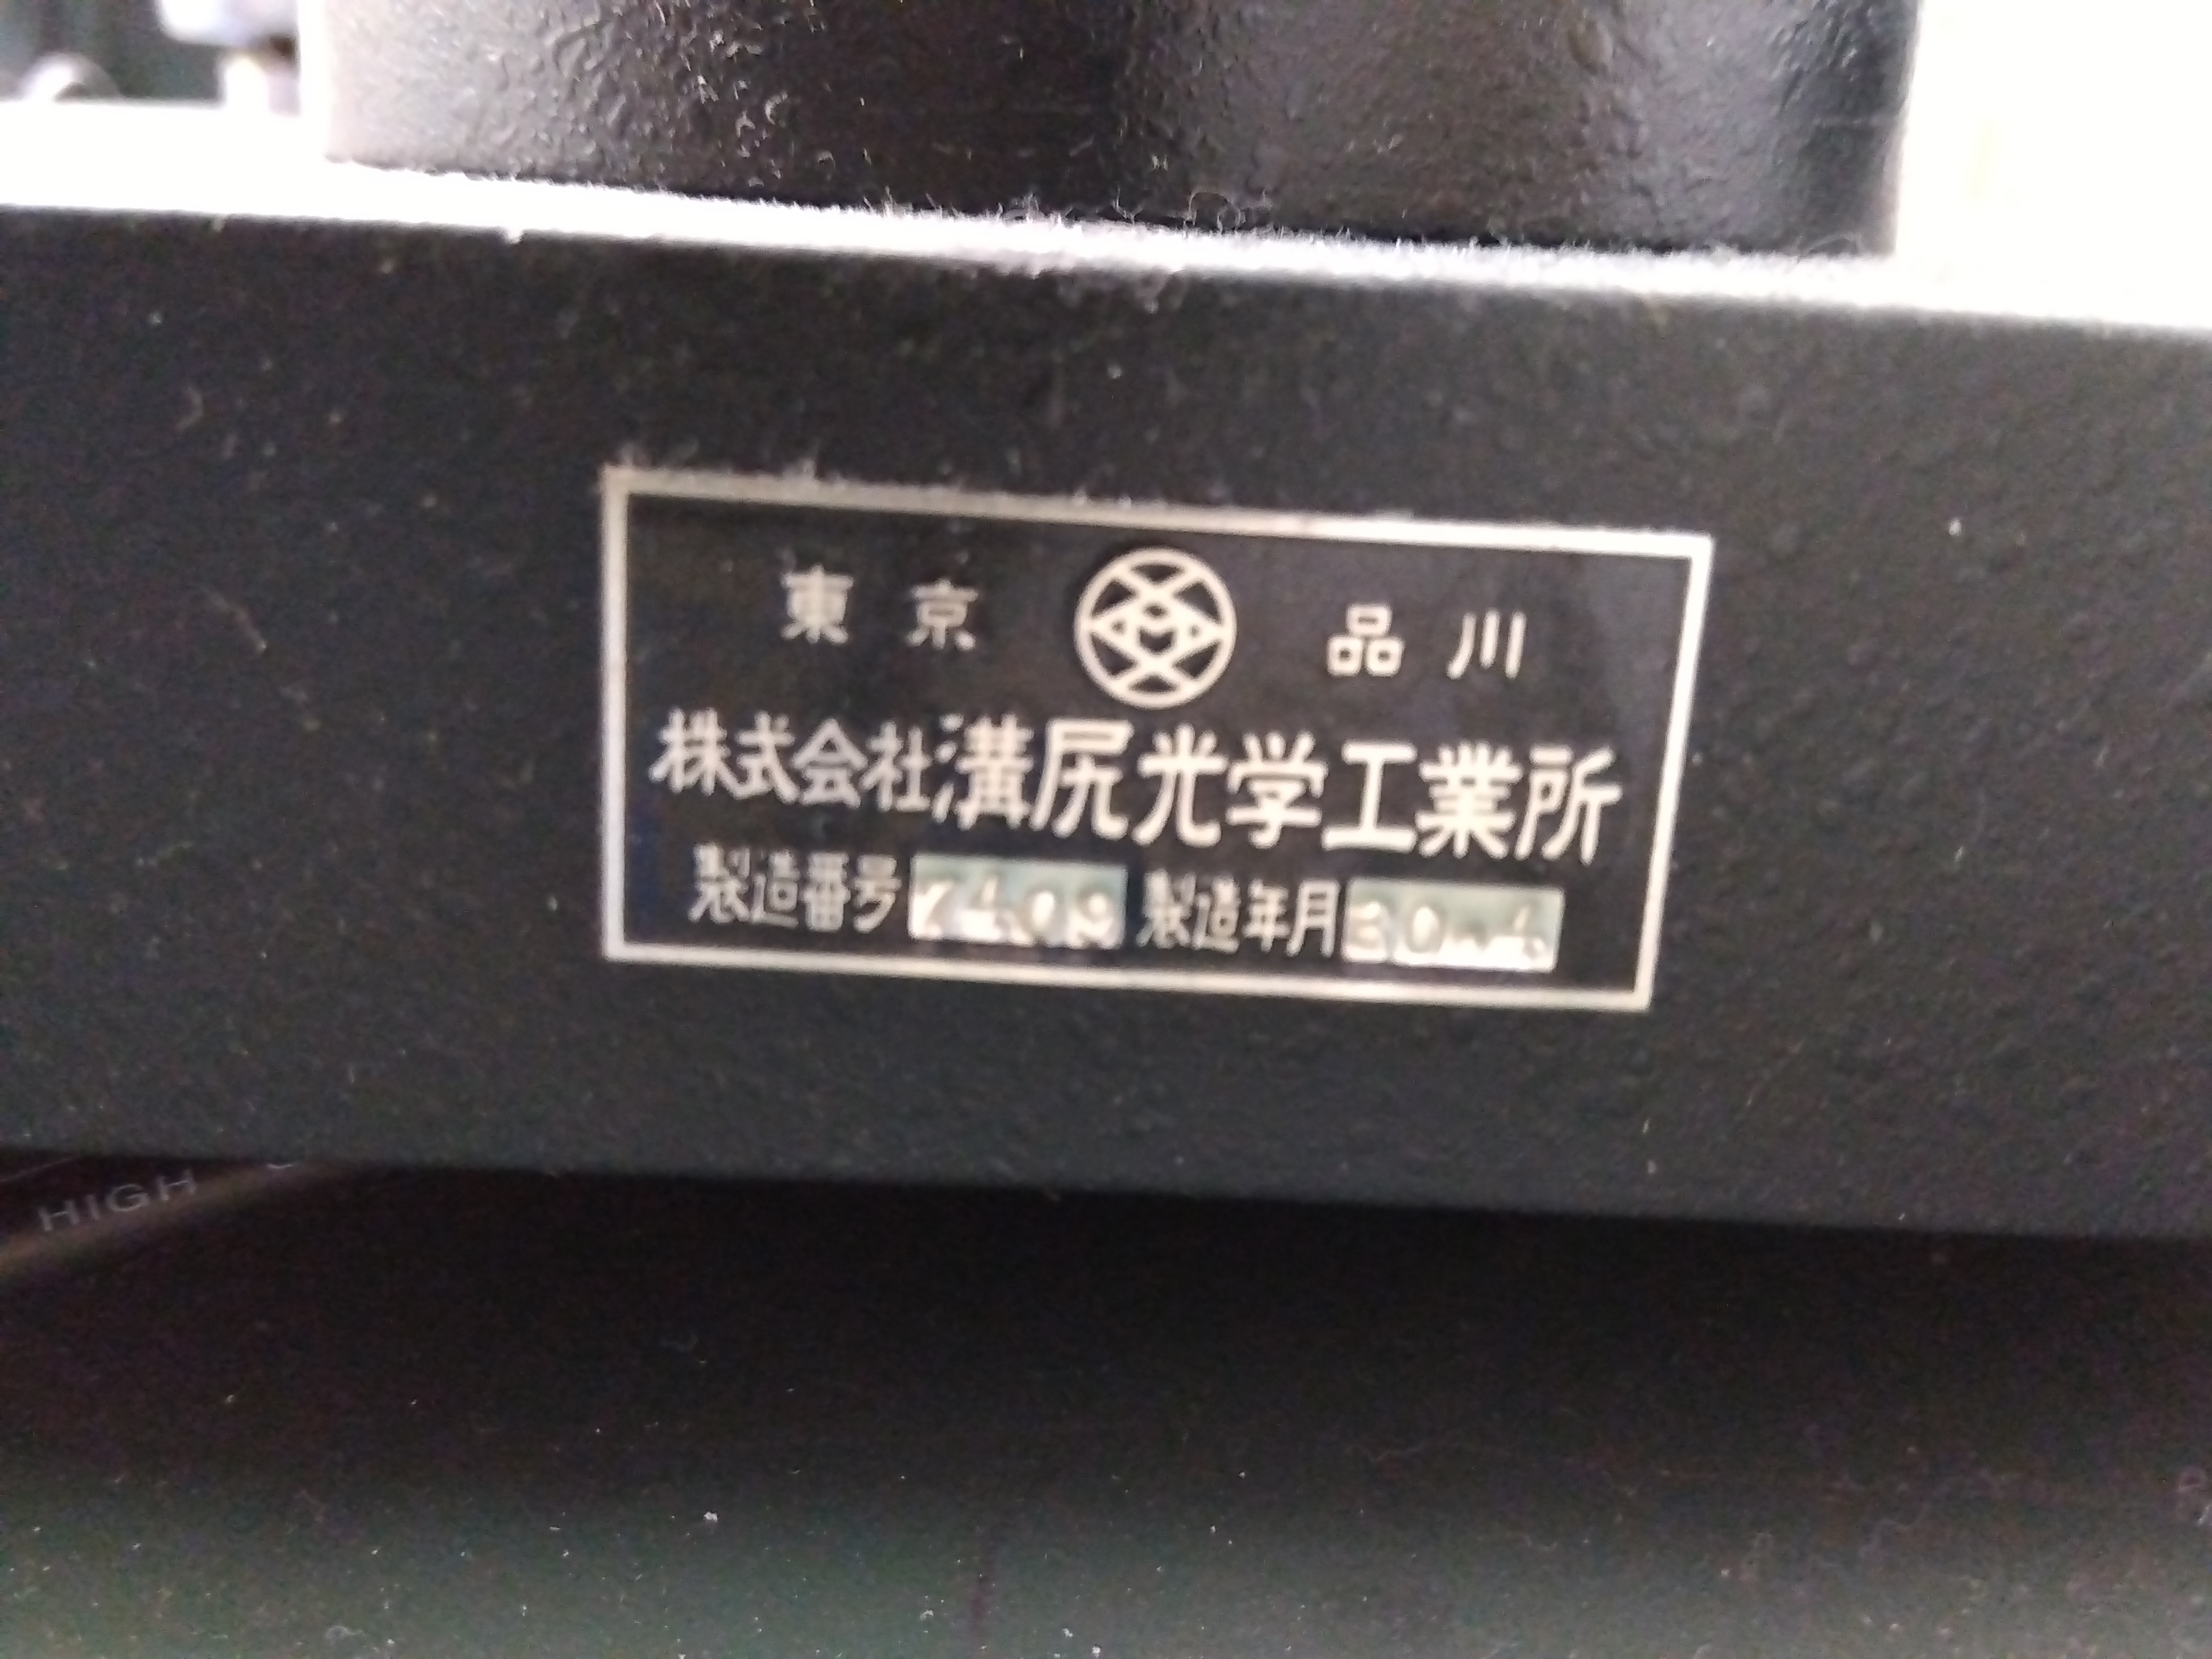 東京 品川
株式会社溝尻光学工業所
製造番号 7409 製造年月
HIGH